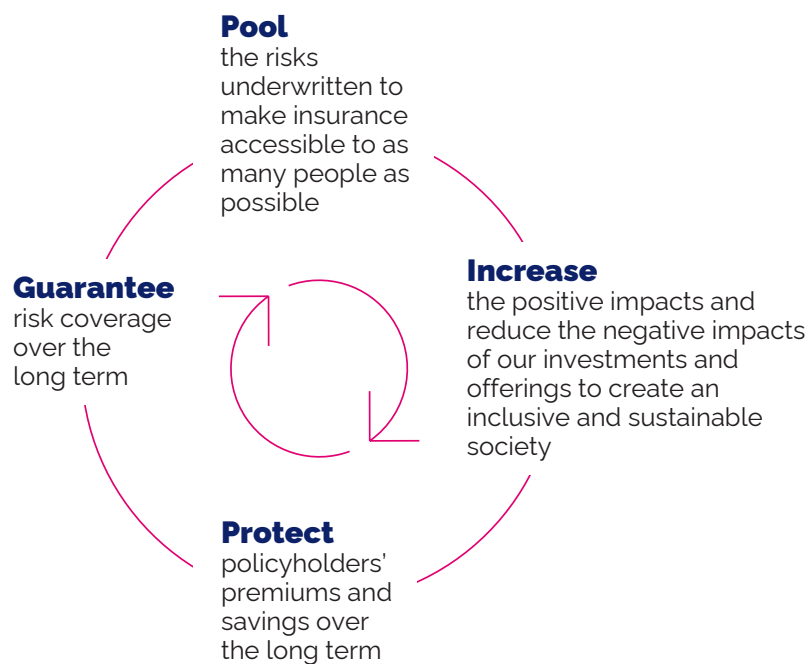 Pool
the risks
underwritten to
make insurance
accessible to as
many people as
possible
Increase
the positive impacts and
reduce the negative impacts
of our investments and
offerings to create an
inclusive and sustainable
society
Protect
policyholders’
premiums and
savings over
the long term
Guarantee
risk coverage
over the
long term